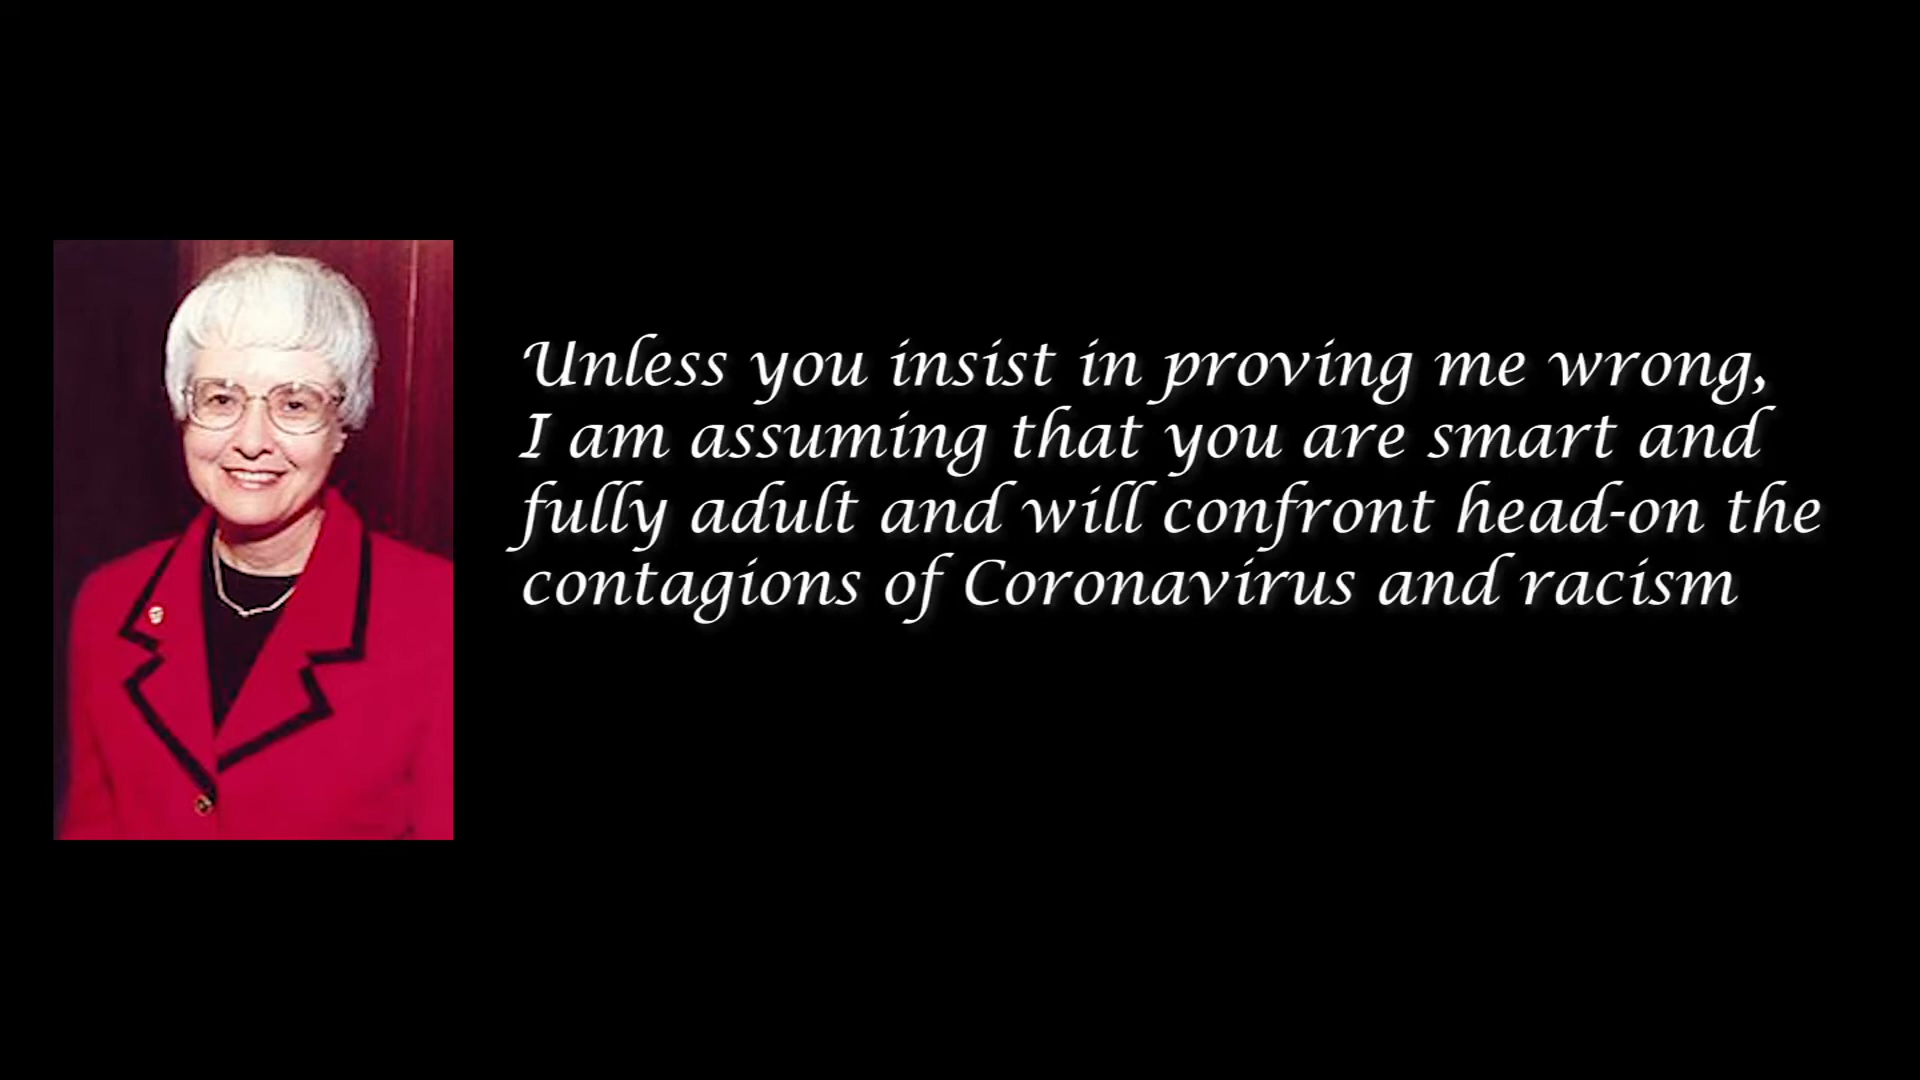 Unless you insist in proving me wrong,
I am assuming that you are smart and
fully adult and will confront head-on the
contagions of Coronavirus and racism